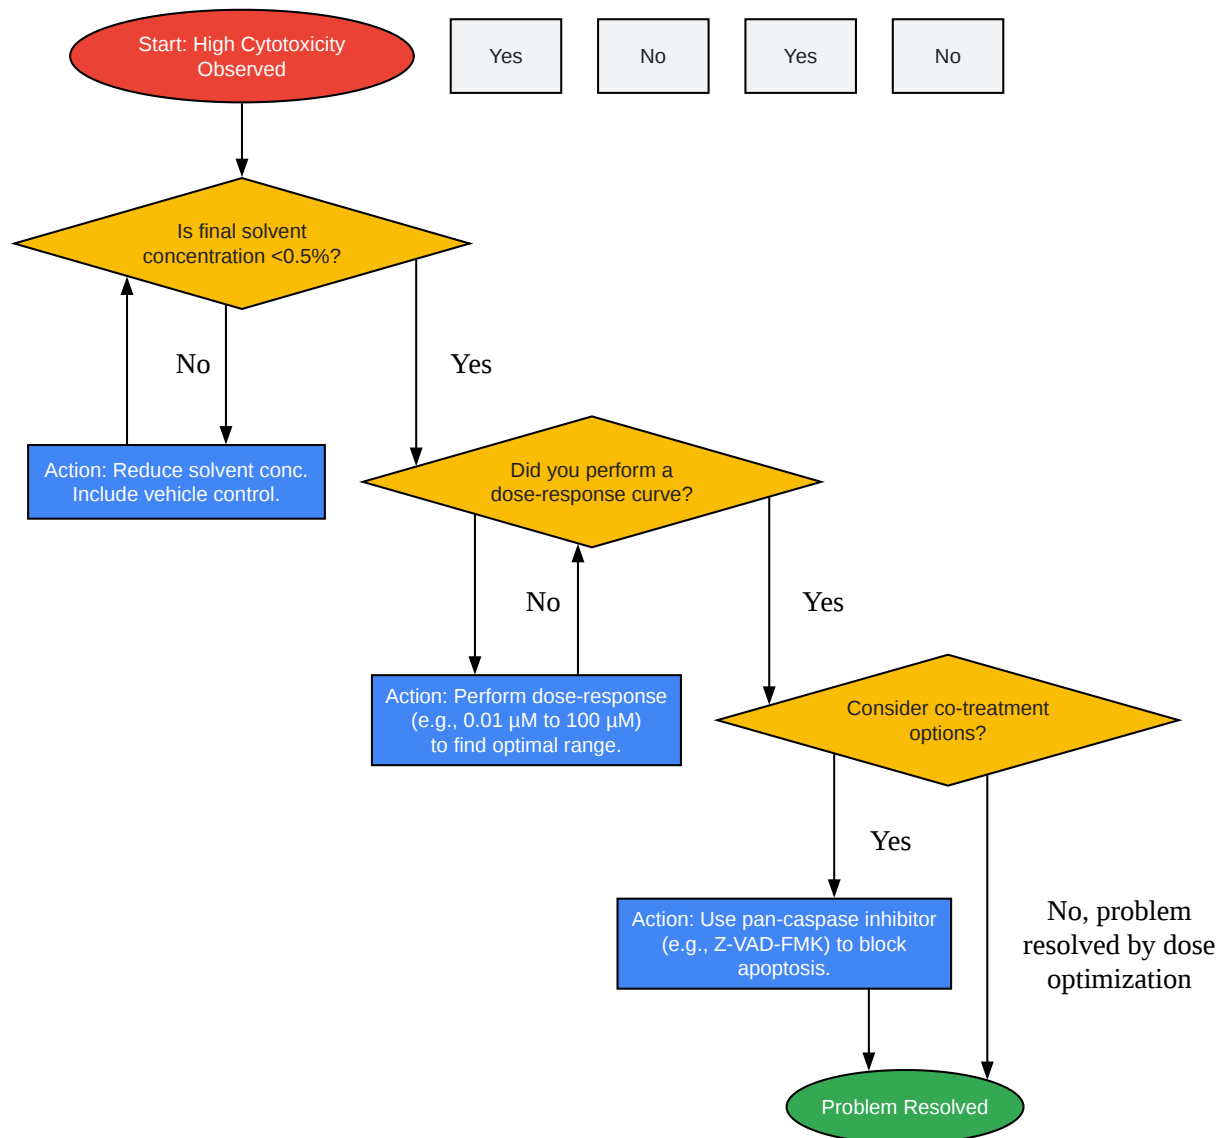 Start: High Cytotoxicity
Observed
Yes
No
Yes
No
Is final solvent
concentration <0.5%?
No
Yes
Action: Reduce solvent conc.
Include vehicle control.
Did you perform a
dose-response curve?
No
Yes
Action: Perform dose-response
(e.g., 0.01 µM to 100 µM)
to find optimal range.
Consider co-treatment
options?
Yes
Action: Use pan-caspase inhibitor
(e.g., Z-VAD-FMK) to block
apoptosis.
No, problem
resolved by dose
optimization
Problem Resolved